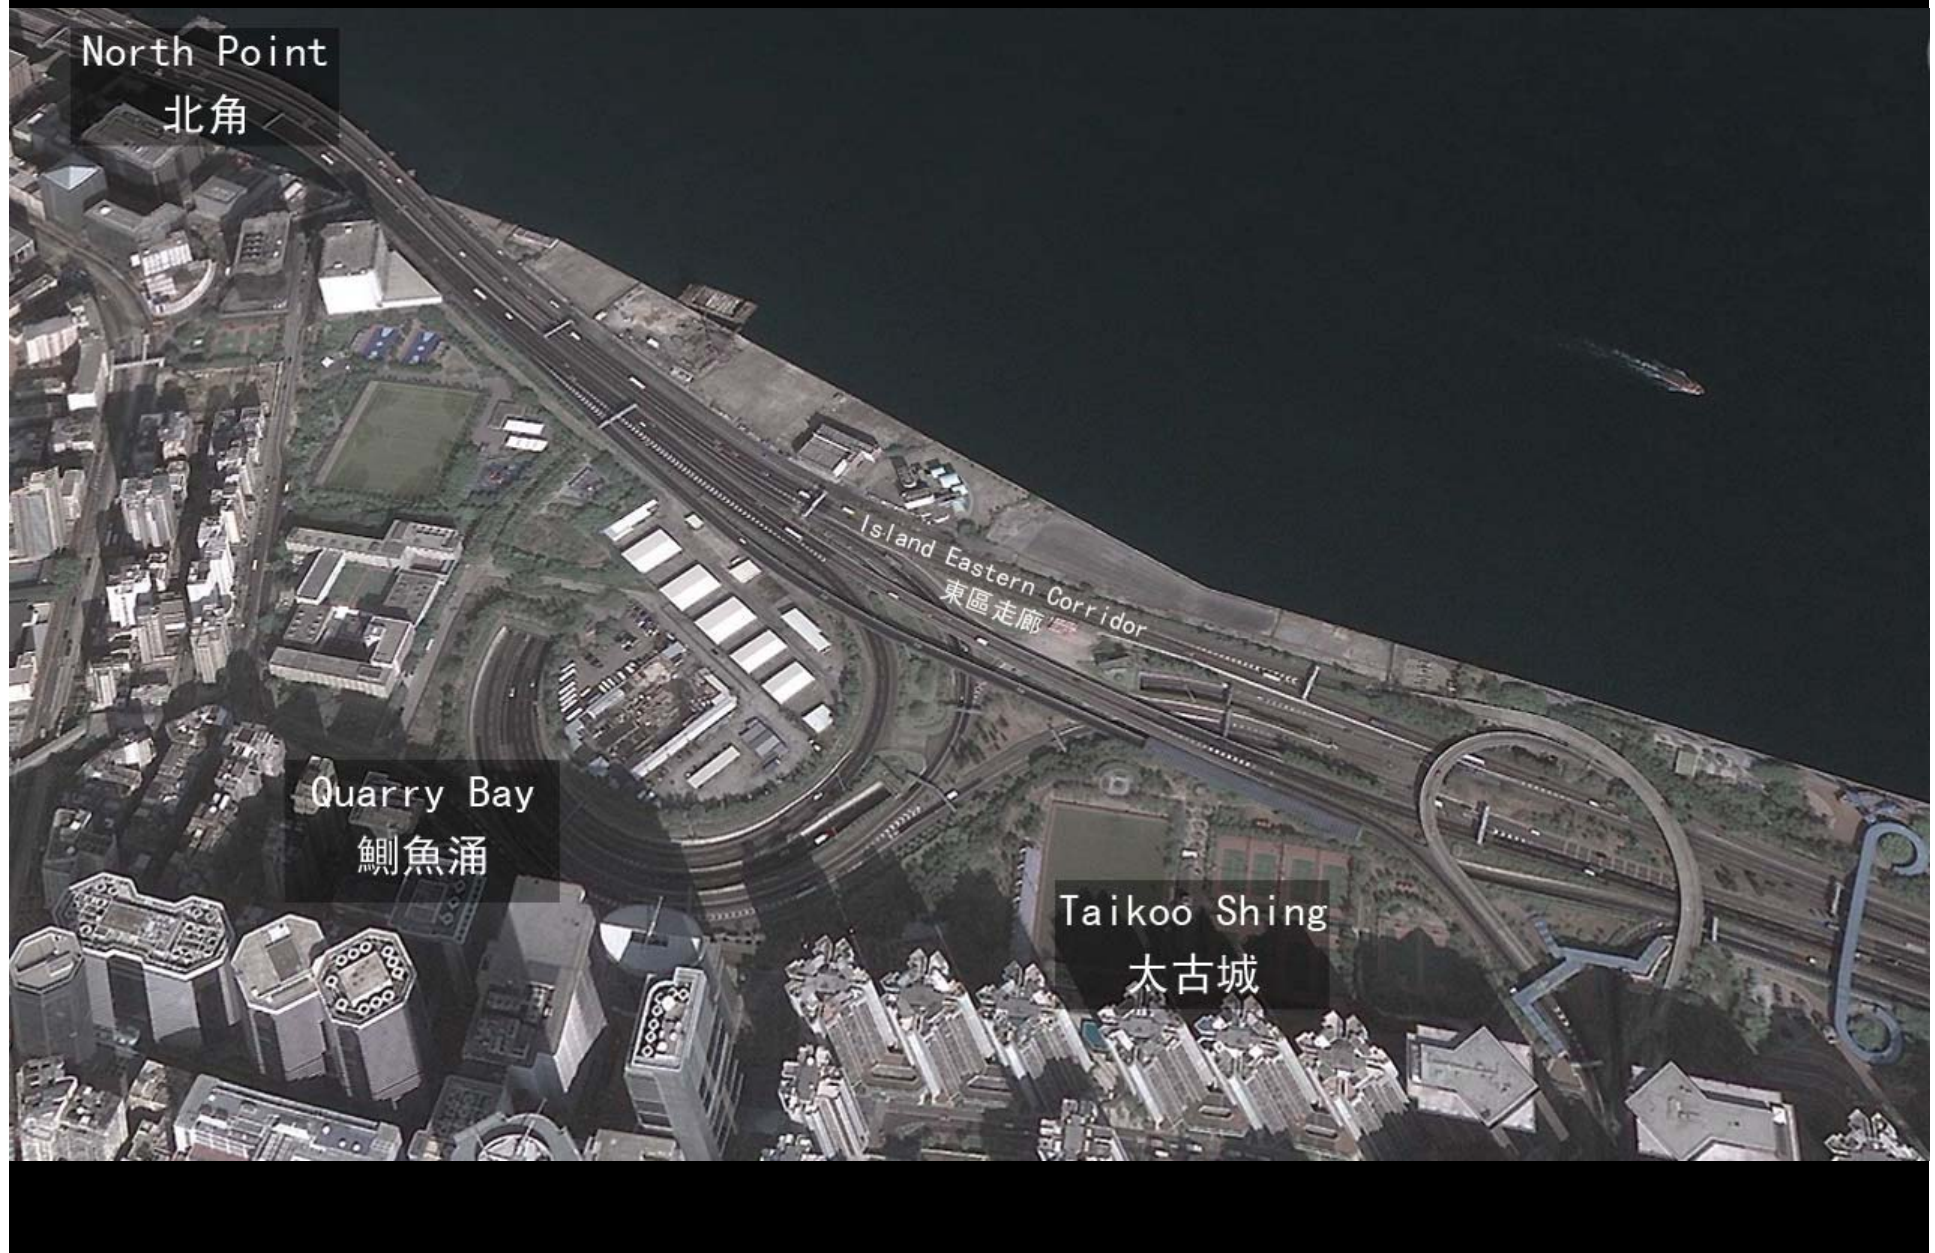 North Point
北角
Island Eastern Corridor
東區走廊
Quarry Bay
鰂魚涌
Taikoo Shing
太古城